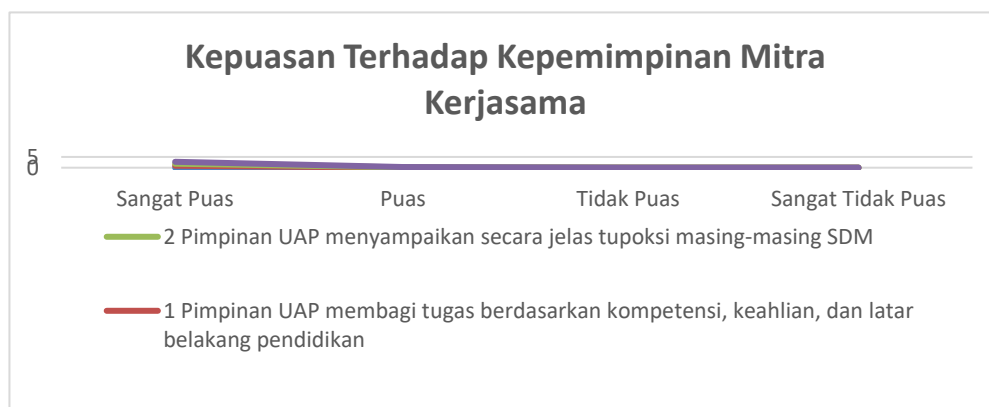 Kepuasan Terhadap Kepemimpinan Mitra
Kerjasama
5
0
Sangat Puas Puas Tidak Puas Sangat Tidak Puas
2 Pimpinan UAP menyampaikan secara jelas tupoksi masing-masing SDM
1 Pimpinan UAP membagi tugas berdasarkan kompetensi, keahlian, dan latar
belakang pendidikan